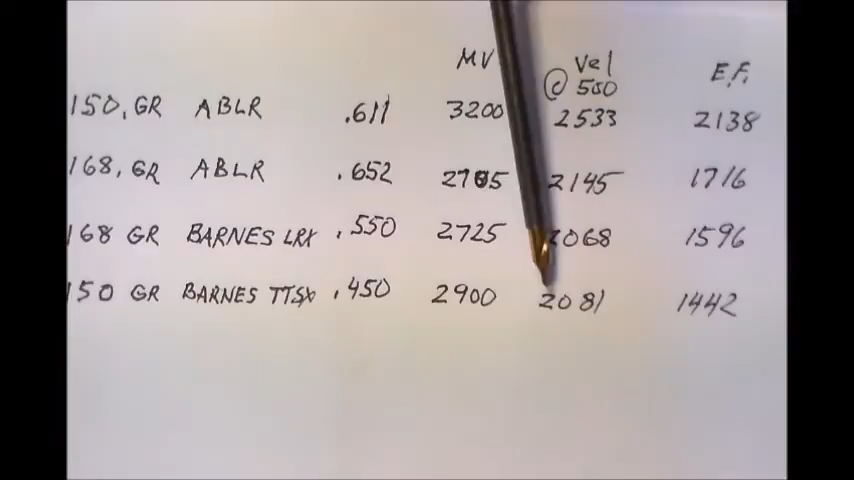 MV Vel E.F.
@ 550
150, GR ABLR .611 3200 2533 2138
168, GR ABLR .652 2785 2145 1716
168 GR BARNES LRX .550 2725 2068 1596
150 GR BARNES TTSX .450 2900 2081 1442